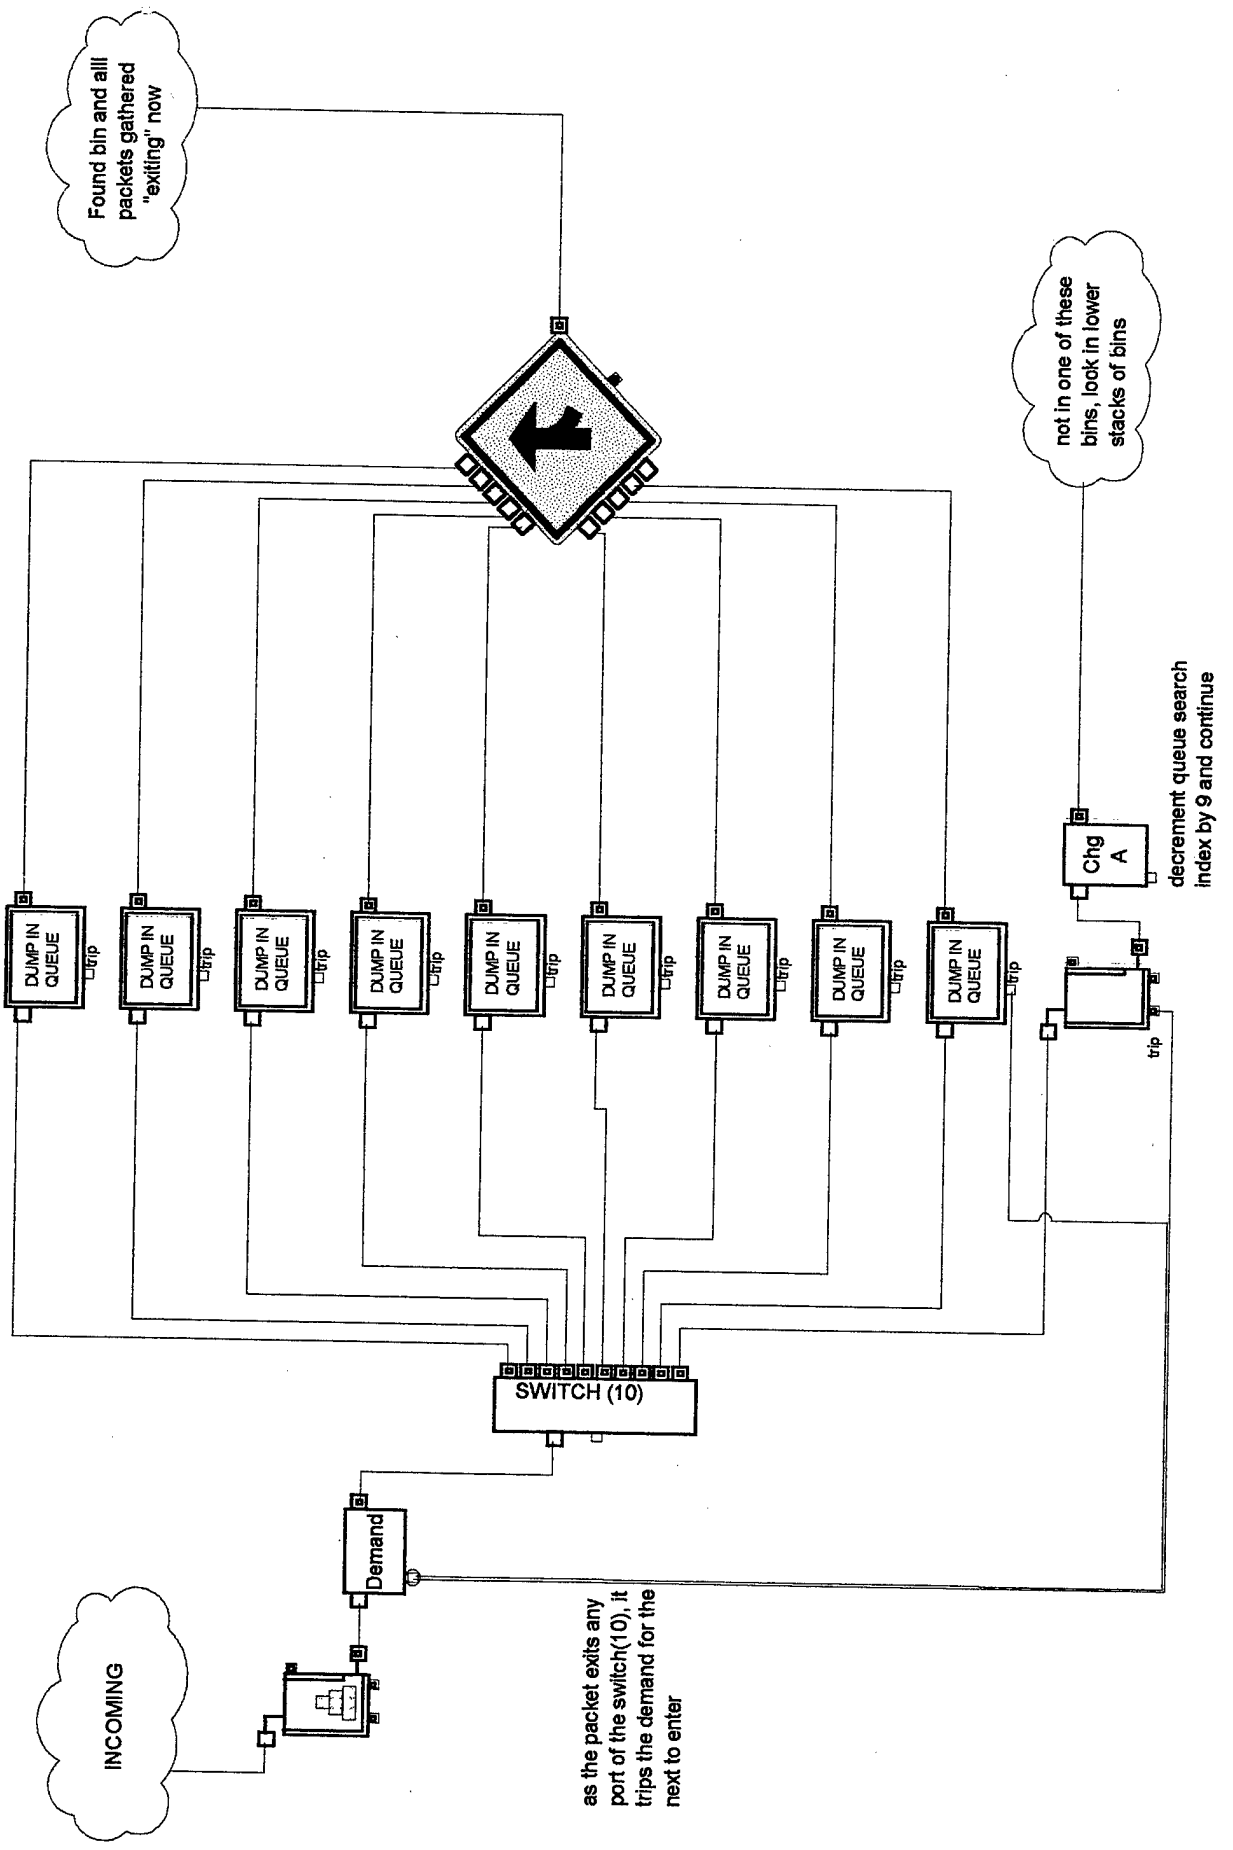 INCOMING
Demand
as the packet exits any
port of the switch(10), it
trips the demand for the
next to enter
SWITCH (10)
DUMP IN
QUEUE
trip
DUMP IN
QUEUE
trip
DUMP IN
QUEUE
trip
DUMP IN
QUEUE
trip
DUMP IN
QUEUE
trip
DUMP IN
QUEUE
trip
DUMP IN
QUEUE
trip
DUMP IN
QUEUE
trip
DUMP IN
QUEUE
trip
trip
Chg
A
decrement queue search
index by 9 and continue
Found bin and alll
packets gathered
"exiting" now
not in one of these
bins, look in lower
stacks of bins